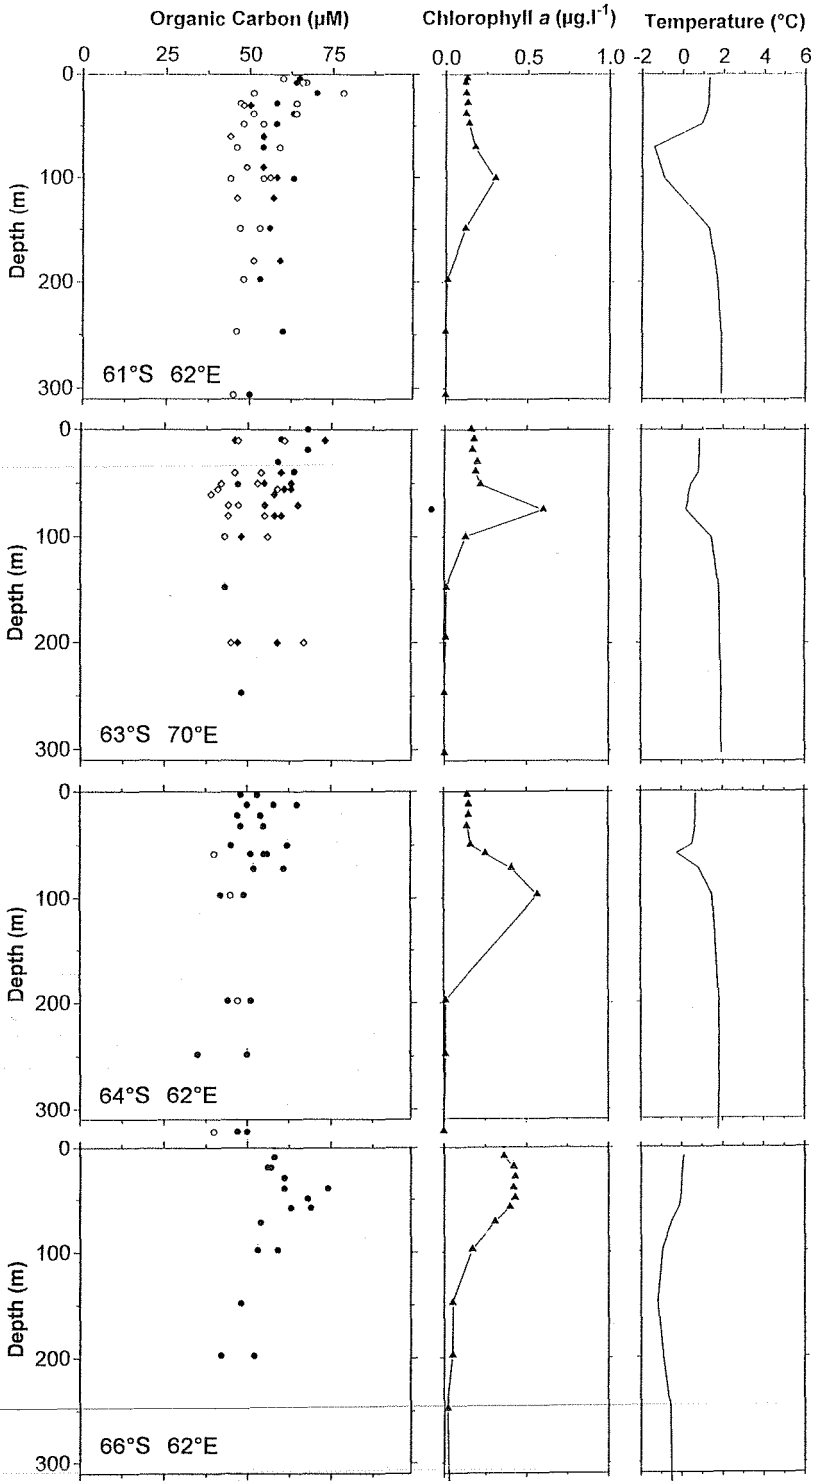 Organic Carbon (µM) Chlorophyll a (µg.l-1) Temperature (°C)
0 25 50 75 0.0 0.5 1.0 -2 0 2 4 6
0
100
200
300
Depth (m)
61°S 62°E
0
100
200
300
Depth (m)
63°S 70°E
0
100
200
300
Depth (m)
64°S 62°E
0
100
200
300
Depth (m)
66°S 62°E